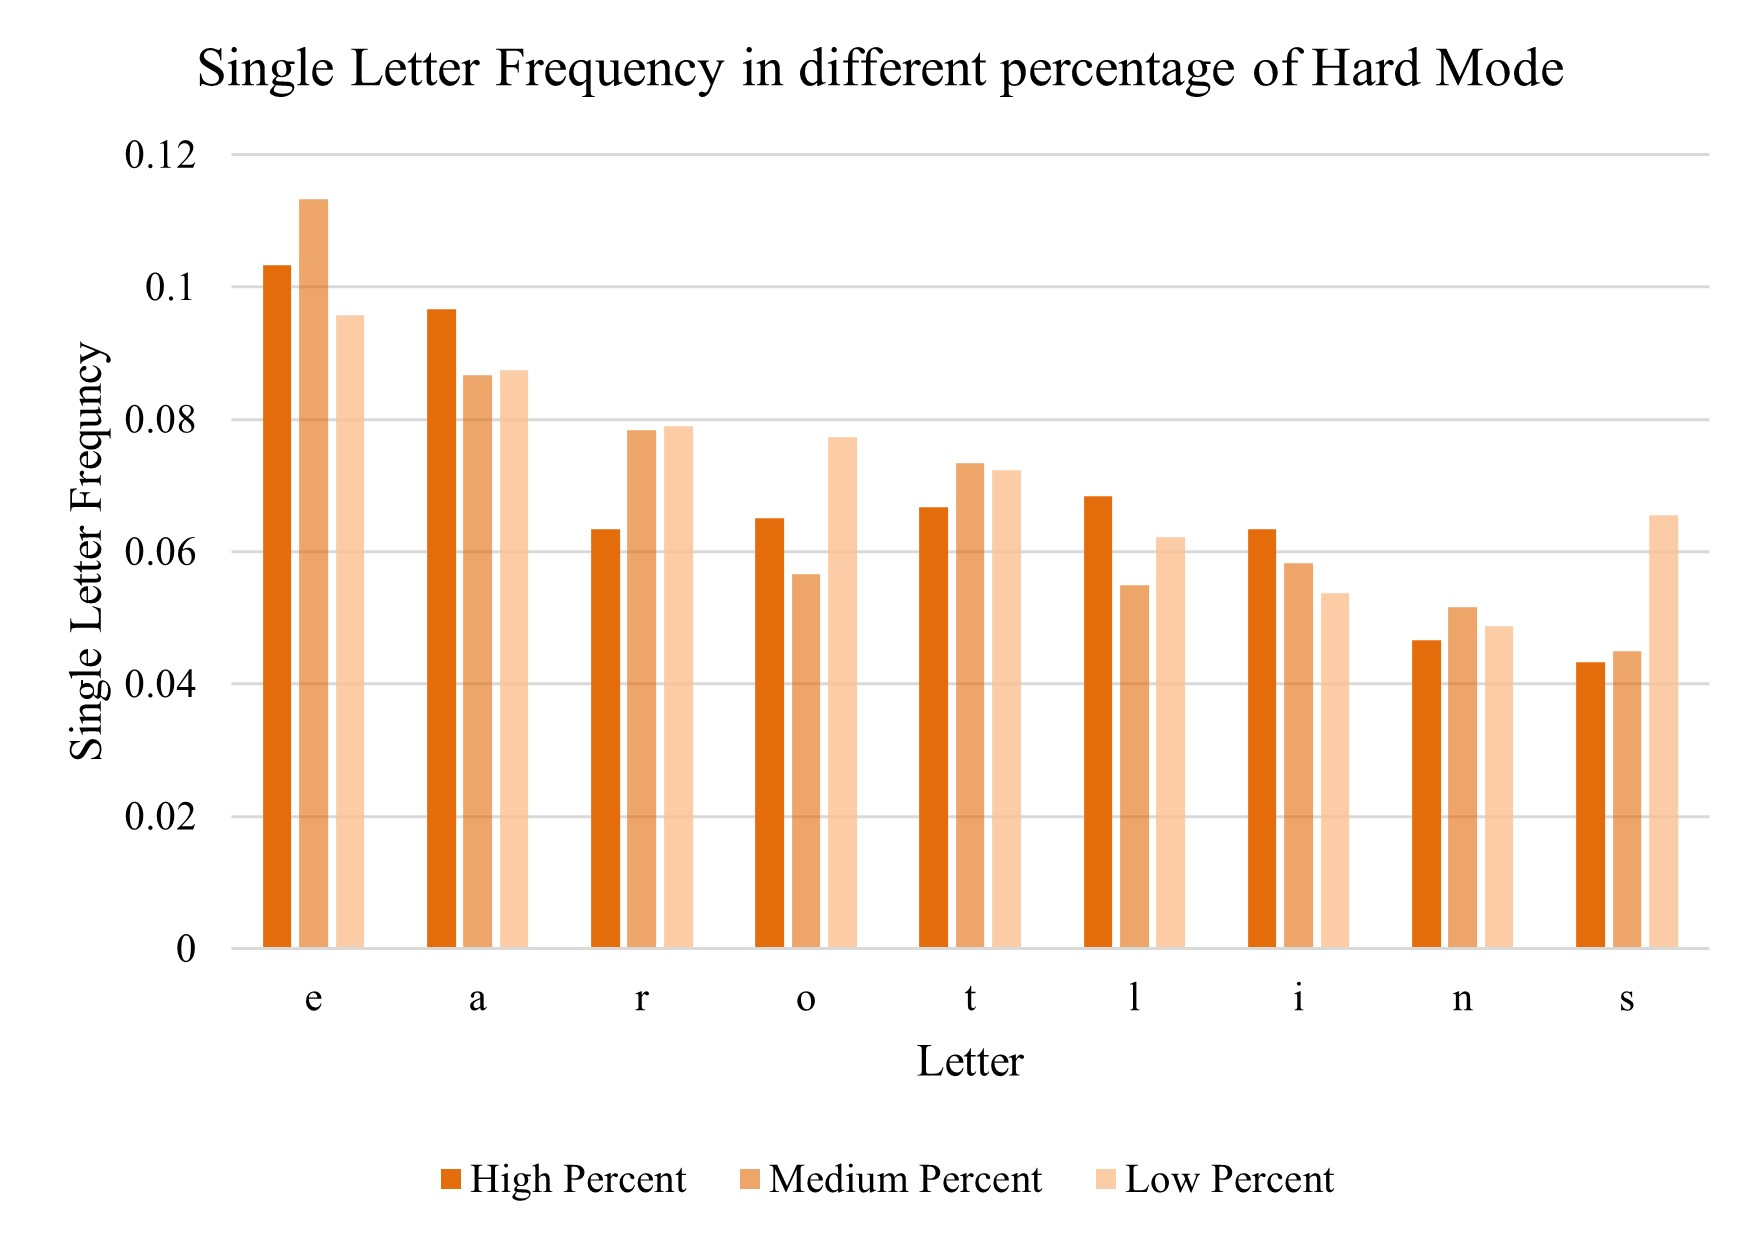 Single Letter Frequency in different percentage of Hard Mode
Single Letter Frequncy
0.12
0.1
0.08
0.06
0.04
0.02
0
e a r o t l i n s
Letter
High Percent Medium Percent Low Percent